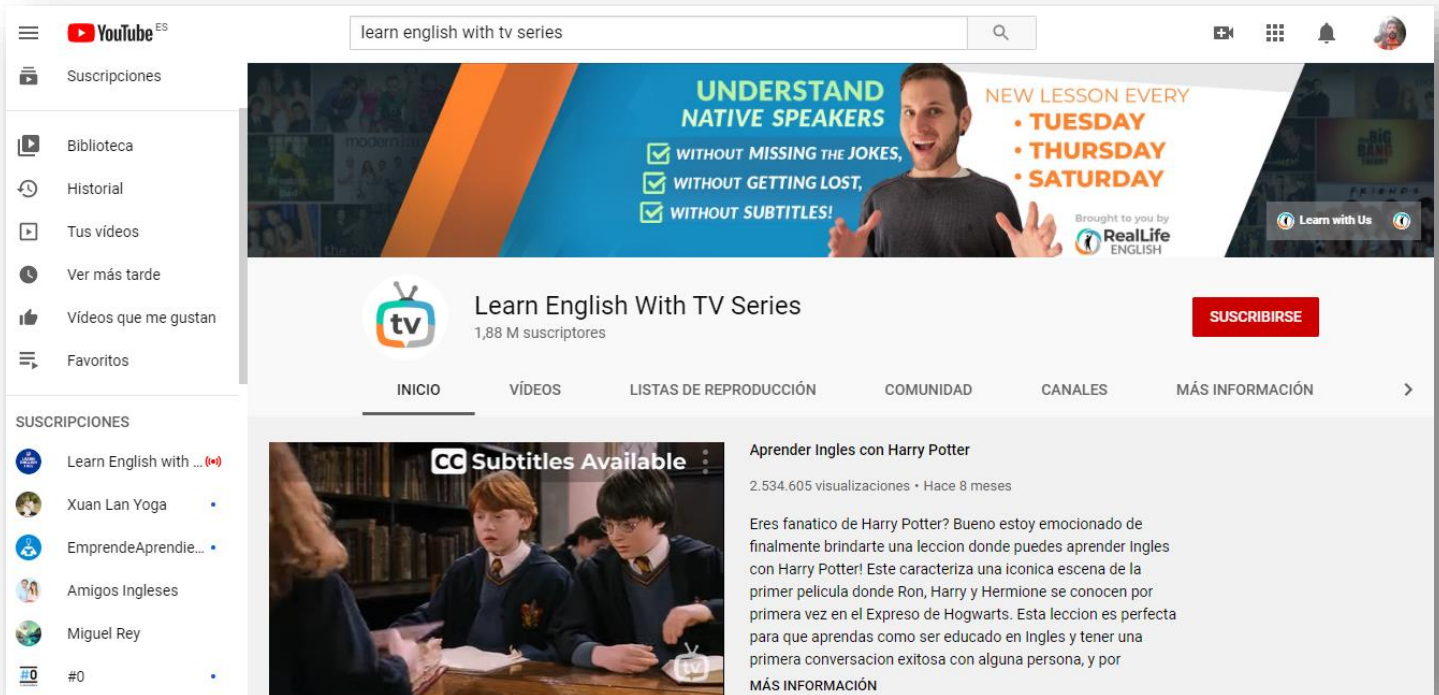 YouTube ES
learn english with tv series
Suscripciones
Biblioteca
Historial
Tus vídeos
Ver más tarde
Vídeos que me gustan
Favoritos
SUSCRIPCIONES
Learn English with ...
Xuan Lan Yoga
EmprendeAprendie...
Amigos Ingleses
Miguel Rey
#0
#0
modern
UNDERSTAND
NATIVE SPEAKERS
WITHOUT MISSING THE JOKES,
WITHOUT GETTING LOST,
WITHOUT SUBTITLES!
NEW LESSON EVERY
• TUESDAY
• THURSDAY
• SATURDAY
Brought to you by
RealLife
ENGLISH
THE BIG
BANG
THEORY
FRIENDS
Learn with Us
tv
Learn English With TV Series
1,88 M suscriptores
SUSCRIBIRSE
INICIO
VÍDEOS
LISTAS DE REPRODUCCIÓN
COMUNIDAD
CANALES
MÁS INFORMACIÓN
CC Subtitles Available
tv
Aprender Ingles con Harry Potter
2.534.605 visualizaciones • Hace 8 meses
Eres fanatico de Harry Potter? Bueno estoy emocionado de
finalmente brindarte una leccion donde puedes aprender Ingles
con Harry Potter! Este caracteriza una iconica escena de la
primer pelicula donde Ron, Harry y Hermione se conocen por
primera vez en el Expreso de Hogwarts. Esta leccion es perfecta
para que aprendas como ser educado en Ingles y tener una
primera conversacion exitosa con alguna persona, y por
MÁS INFORMACIÓN